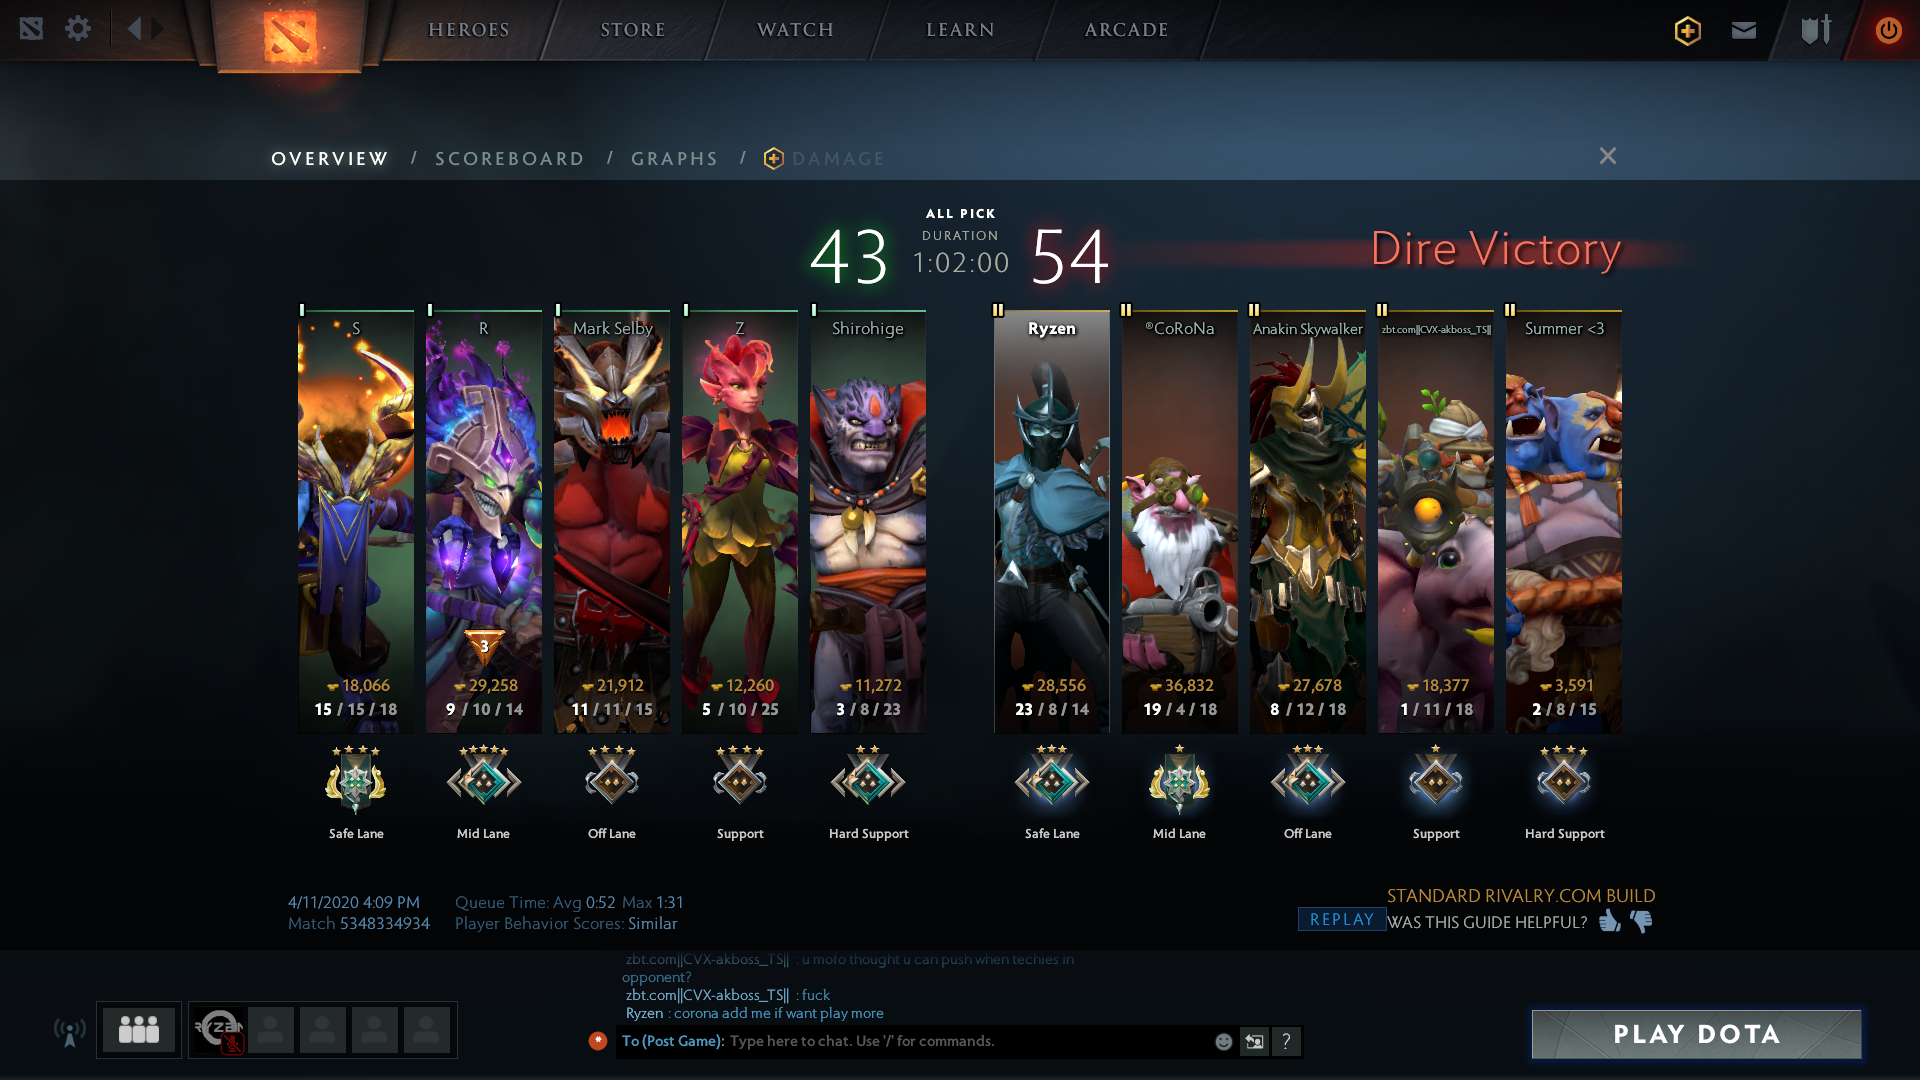 HEROES STORE WATCH LEARN ARCADE
OVERVIEW / SCOREBOARD / GRAPHS / DAMAGE
ALL PICK
43 DURATION 54 Dire Victory
1:02:00
S R Mark Selby Z Shirohige Ryzen ®CoRoNa Anakin Skywalker zbt.com||CVX-akboss_TS|| Summer <3
3
18,066 29,258 21,912 12,260 11,272 28,556 36,832 27,678 18,377 3,591
15 / 15 / 18 9 / 10 / 14 11 / 11 / 15 5 / 10 / 25 3 / 8 / 23 23 / 8 / 14 19 / 4 / 18 8 / 12 / 18 1 / 11 / 18 2 / 8 / 15
Safe Lane Mid Lane Off Lane Support Hard Support Safe Lane Mid Lane Off Lane Support Hard Support
4/11/2020 4:09 PM Queue Time: Avg 0:52 Max 1:31
Match 5348334934 Player Behavior Scores: Similar
STANDARD RIVALRY.COM BUILD
REPLAY WAS THIS GUIDE HELPFUL?
zbt.com||CVX-akboss_TS|| : u mofo thought u can push when techies in
opponent?
zbt.com||CVX-akboss_TS|| : fuck
Ryzen : corona add me if want play more
RYZEN
To (Post Game): Type here to chat. Use '/' for commands. ?
PLAY DOTA